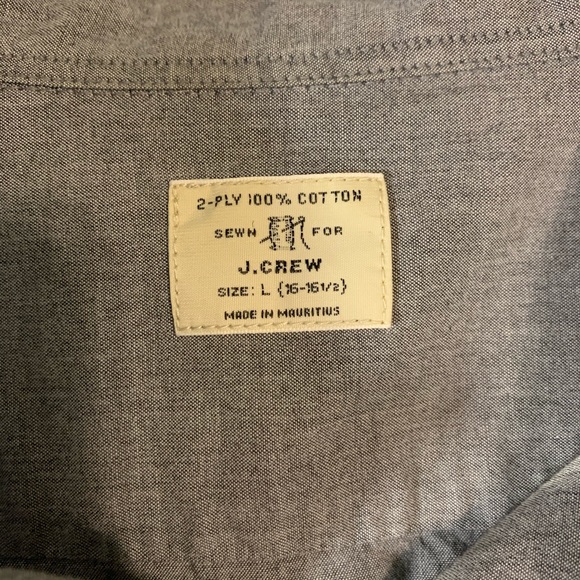 2-PLY 100% COTTON
SEWN FOR
J.CREW
SIZE: L {16-16 1/2}
MADE IN MAURITIUS